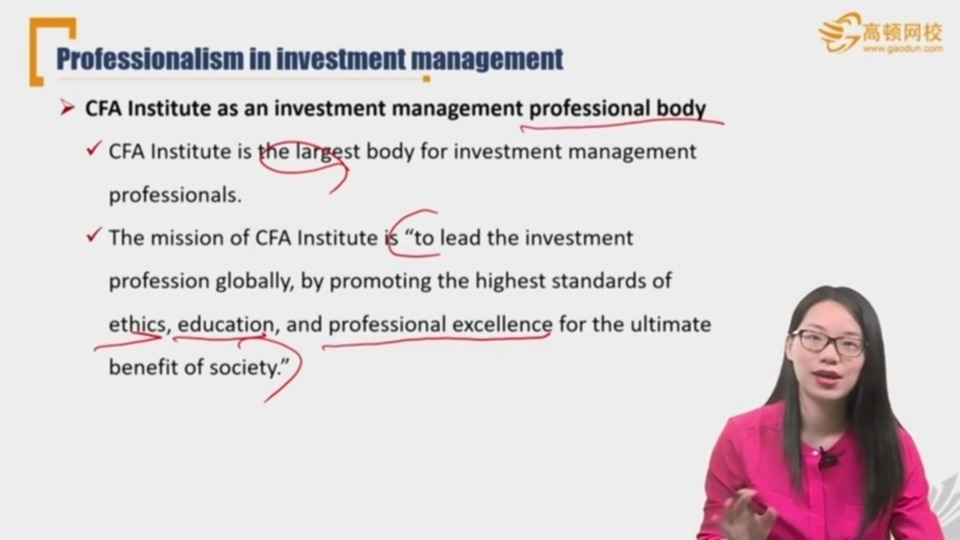 高顿网校
www.gaodun.com
Professionalism in investment management
CFA Institute as an investment management professional body
CFA Institute is the largest body for investment management
professionals.
The mission of CFA Institute is “to lead the investment
profession globally, by promoting the highest standards of
ethics, education, and professional excellence for the ultimate
benefit of society.”